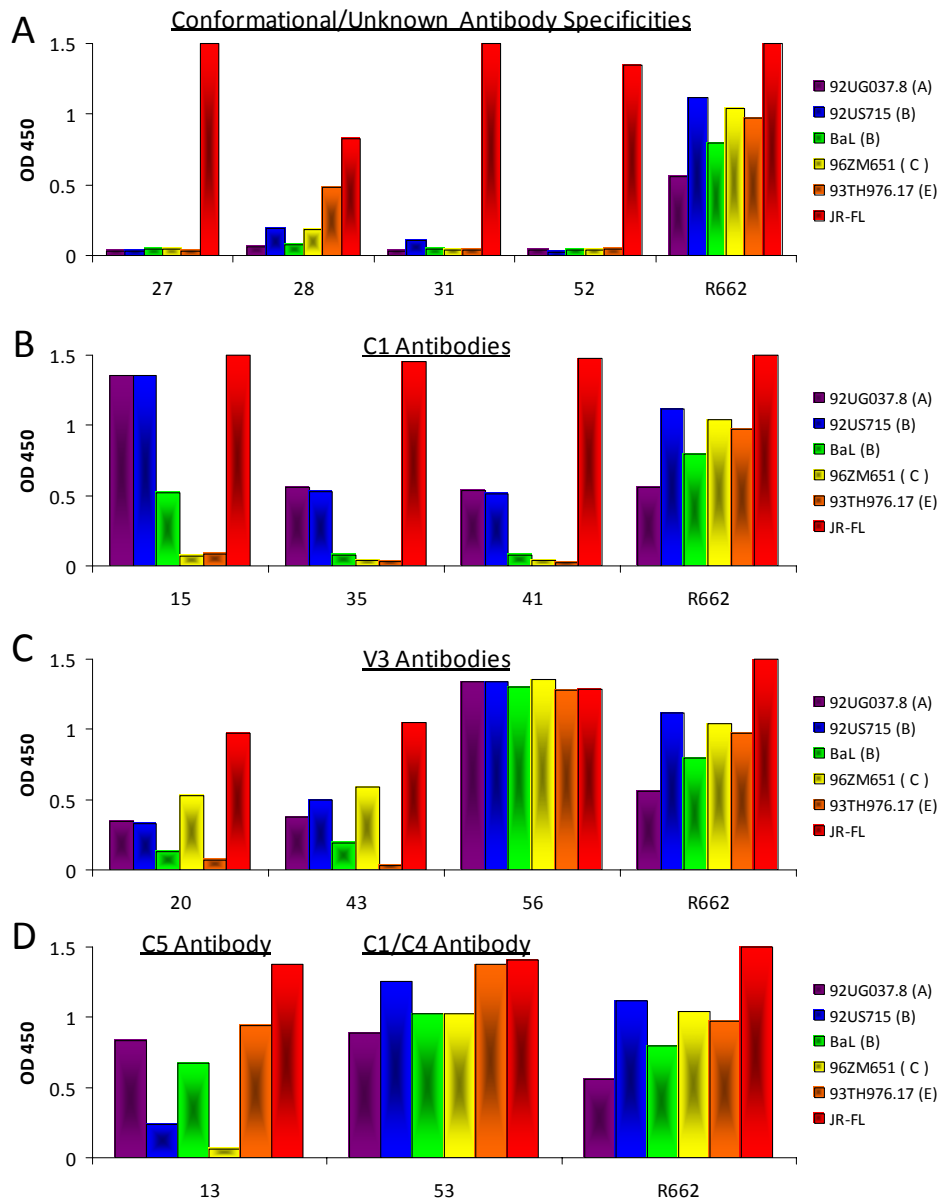 A
Conformational/Unknown Antibody Specificities
1.5
1
0.5
0
OD 450
27 28 31 52 R662
92UG037.8 (A)
92US715 (B)
BaL (B)
96ZM651 ( C )
93TH976.17 (E)
JR-FL
B
C1 Antibodies
1.5
1
0.5
0
OD 450
15 35 41 R662
92UG037.8 (A)
92US715 (B)
BaL (B)
96ZM651 ( C )
93TH976.17 (E)
JR-FL
C
V3 Antibodies
1.5
1
0.5
0
OD 450
20 43 56 R662
92UG037.8 (A)
92US715 (B)
BaL (B)
96ZM651 ( C )
93TH976.17 (E)
JR-FL
D
C5 Antibody C1/C4 Antibody
1.5
1
0.5
0
OD 450
13 53 R662
92UG037.8 (A)
92US715 (B)
BaL (B)
96ZM651 ( C )
93TH976.17 (E)
JR-FL